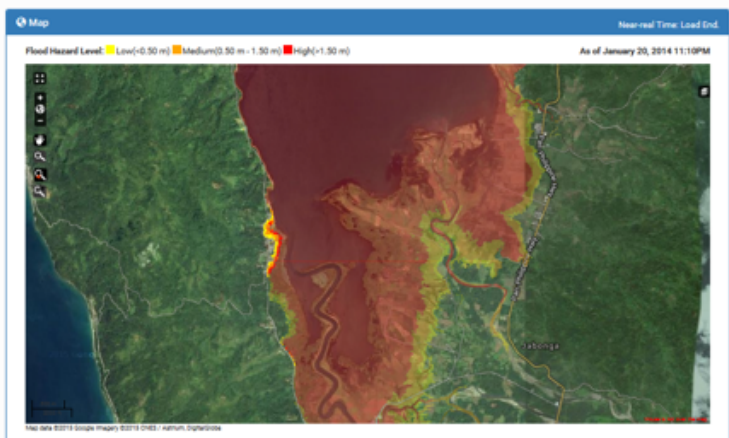 Map
Near-real Time: Load End.
Flood Hazard Level: Low(<0.50 m) Medium(0.50 m - 1.50 m) High(>1.50 m)
As of January 20, 2014 11:10PM
Jabonga
Map data ©2013 Google Imagery ©2013 CNES / Astrium, DigitalGlobe